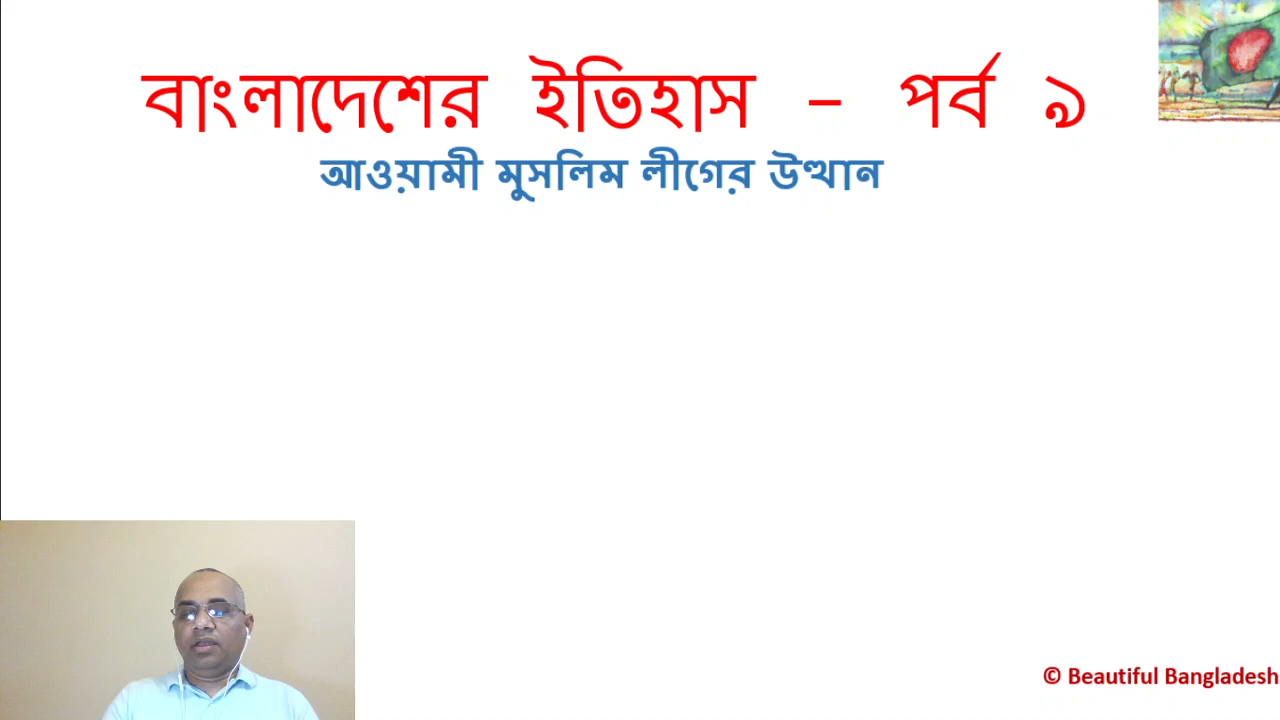 বাংলাদেশের ইতিহাস – পর্ব ৯
আওয়ামী মুসলিম লীগের উত্থান
© Beautiful Bangladesh